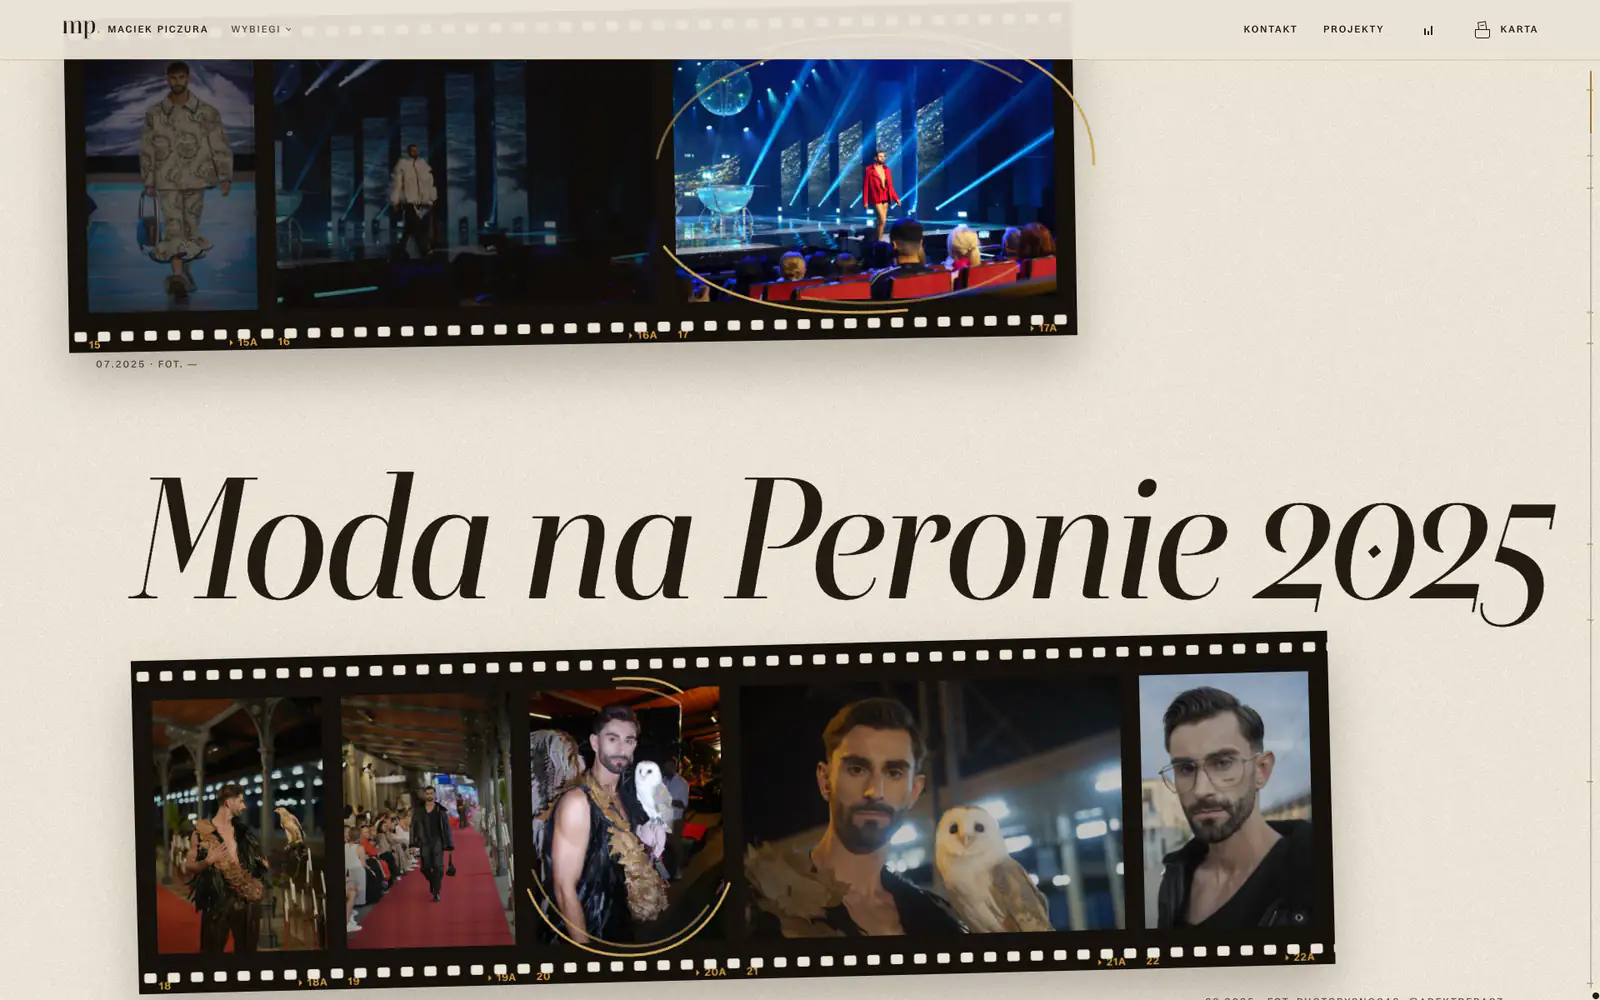 mp. MACIEK PICZURA WYBIEGI KONTAKT PROJEKTY KARTA
15 15A 16 16A 17 17A
07.2025 · FOT. —
Moda na Peronie 2025
18 18A 19 19A 20 20A 21 21A 22 22A